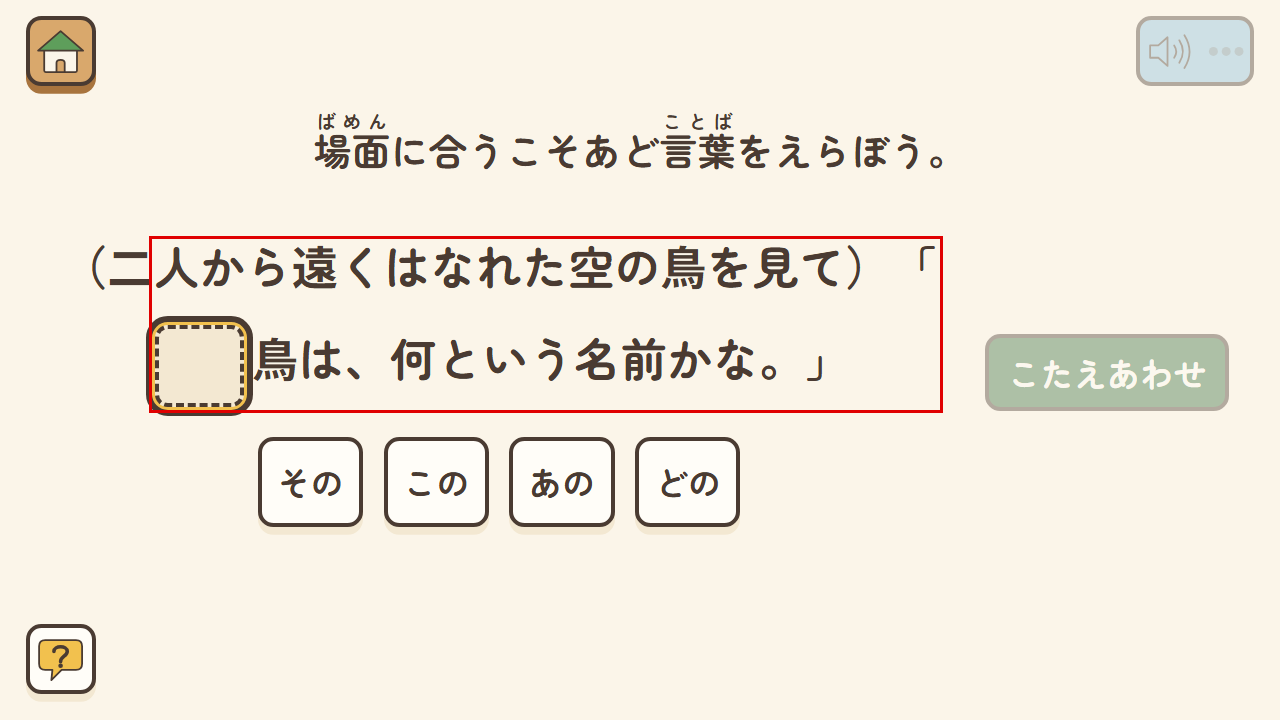 場面に合うこそあど言葉をえらぼう。
ばめん
ことば
（二人から遠くはなれた空の鳥を見て）「
鳥は、何という名前かな。」
こたえあわせ
その
この
あの
どの
?